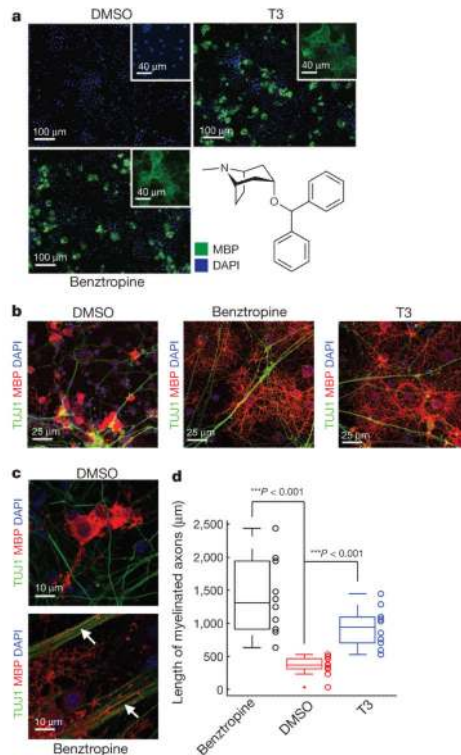 a
DMSO
T3
40 μm
100 μm
40 μm
100 μm
40 μm
100 μm
N
O
MBP
DAPI
Benztropine
b
DMSO
Benztropine
T3
TUJ1 MBP DAPI
25 μm
TUJ1 MBP DAPI
25 μm
TUJ1 MBP DAPI
25 μm
c
DMSO
TUJ1 MBP DAPI
10 μm
TUJ1 MBP DAPI
10 μm
Benztropine
d
***P < 0.001
***P < 0.001
Length of myelinated axons (μm)
2,500
2,000
1,500
1,000
500
0
Benztropine
DMSO
T3